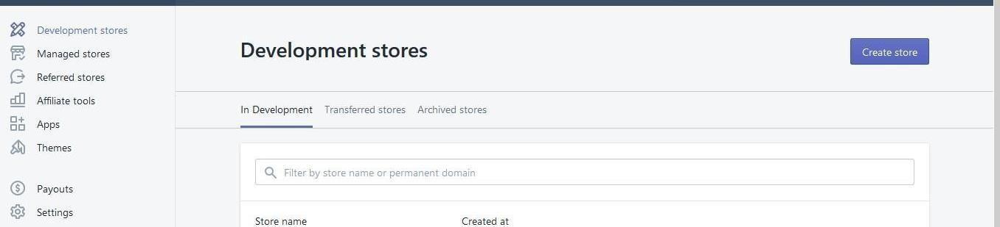 Development stores
Managed stores
Referred stores
Affiliate tools
Apps
Themes
Payouts
Settings
Development stores
Create store
In Development Transferred stores Archived stores
Filter by store name or permanent domain
Store name Created at